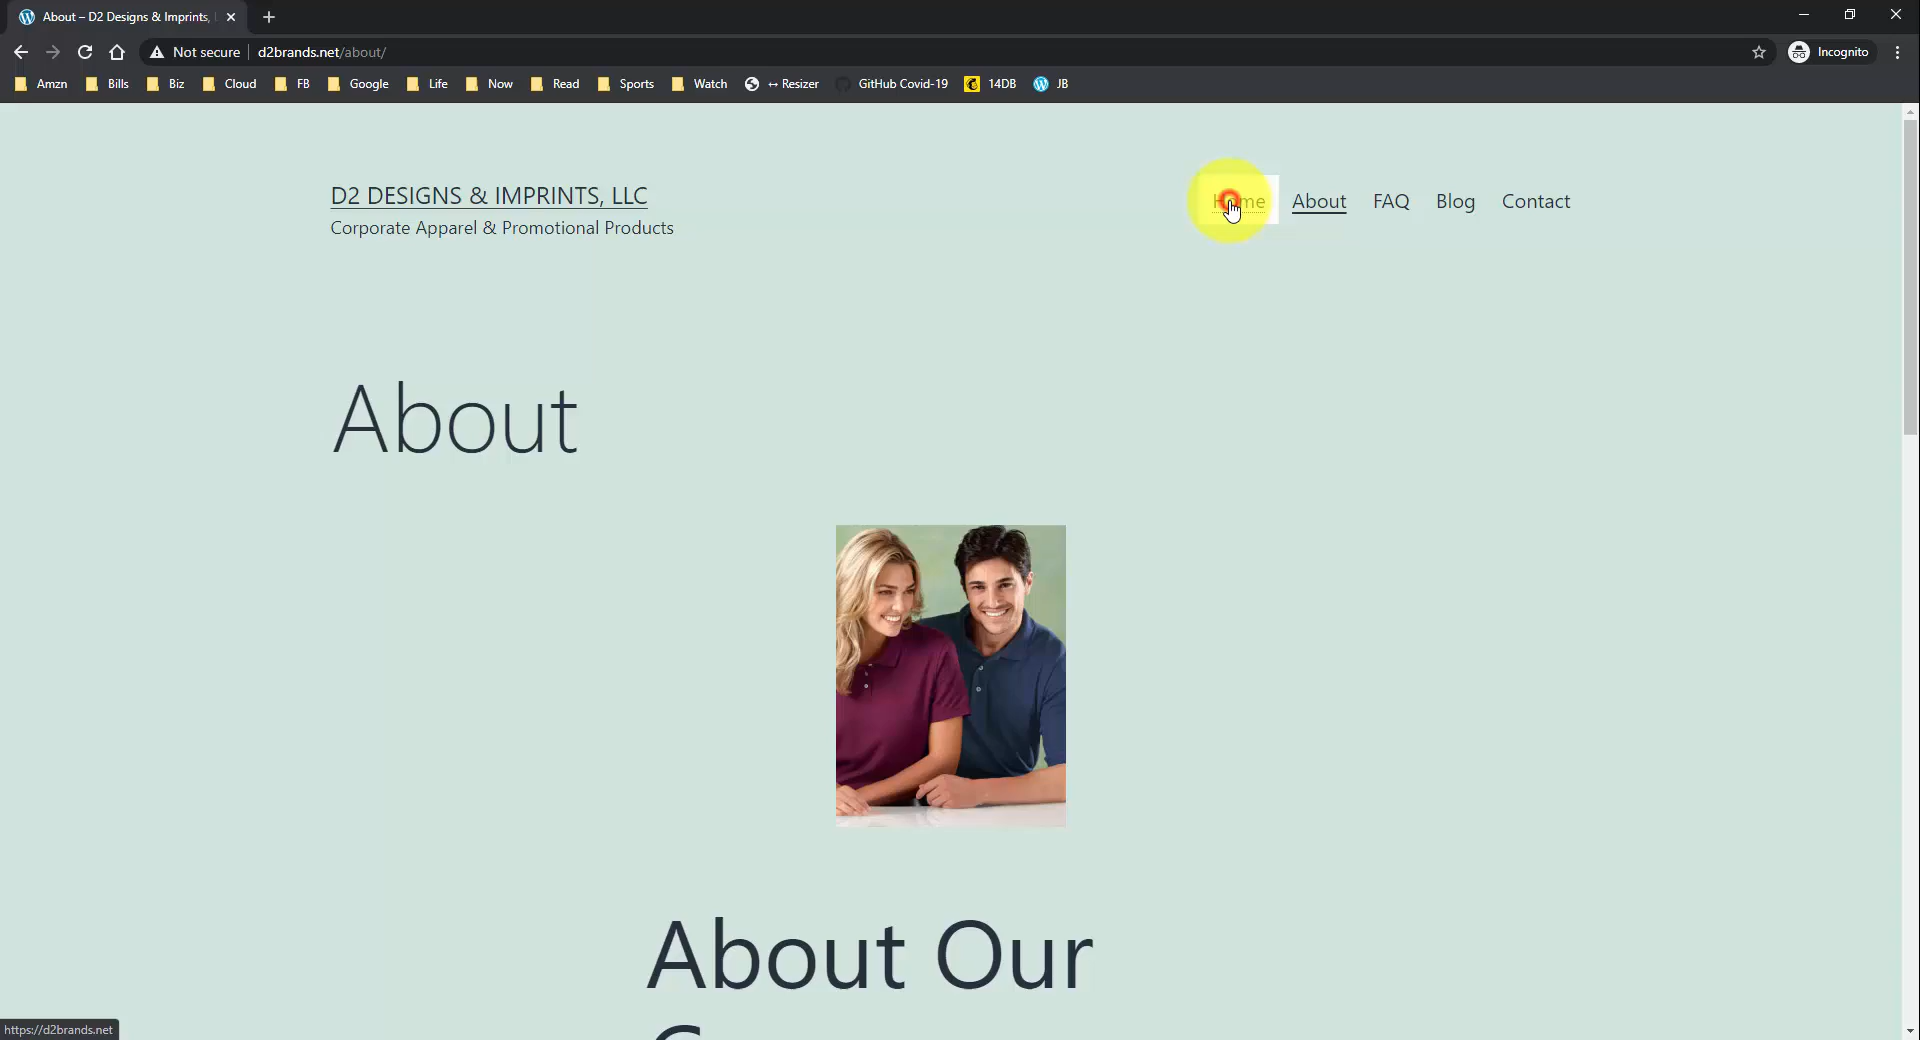 About – D2 Designs & Imprints,
Not secure d2brands.net/about/
Incognito
Amzn Bills Biz Cloud FB Google Life Now Read Sports Watch ↔ Resizer GitHub Covid-19 14DB JB
D2 DESIGNS & IMPRINTS, LLC
Corporate Apparel & Promotional Products
Home About FAQ Blog Contact
About
About Our
https://d2brands.net